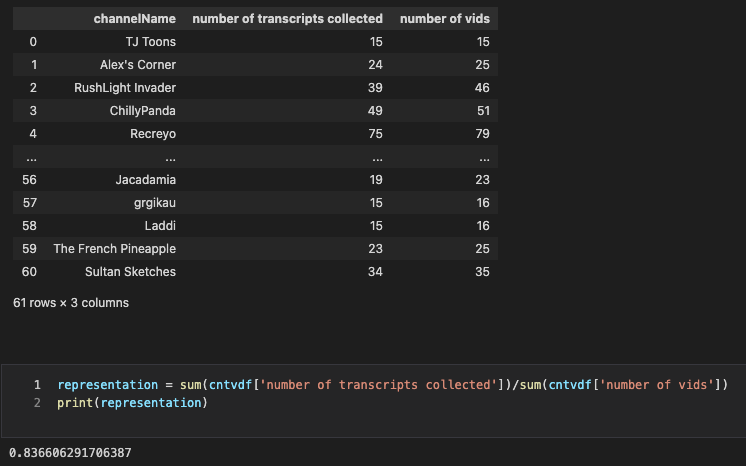 channelName number of transcripts collected number of vids
0 TJ Toons 15 15
1 Alex's Corner 24 25
2 RushLight Invader 39 46
3 ChillyPanda 49 51
4 Recreyo 75 79
... ... ... ...
56 Jacadamia 19 23
57 grgikau 15 16
58 Laddi 15 16
59 The French Pineapple 23 25
60 Sultan Sketches 34 35
61 rows × 3 columns
1 representation = sum(cntvdf['number of transcripts collected'])/sum(cntvdf['number of vids'])
2 print(representation)
0.836606291706387